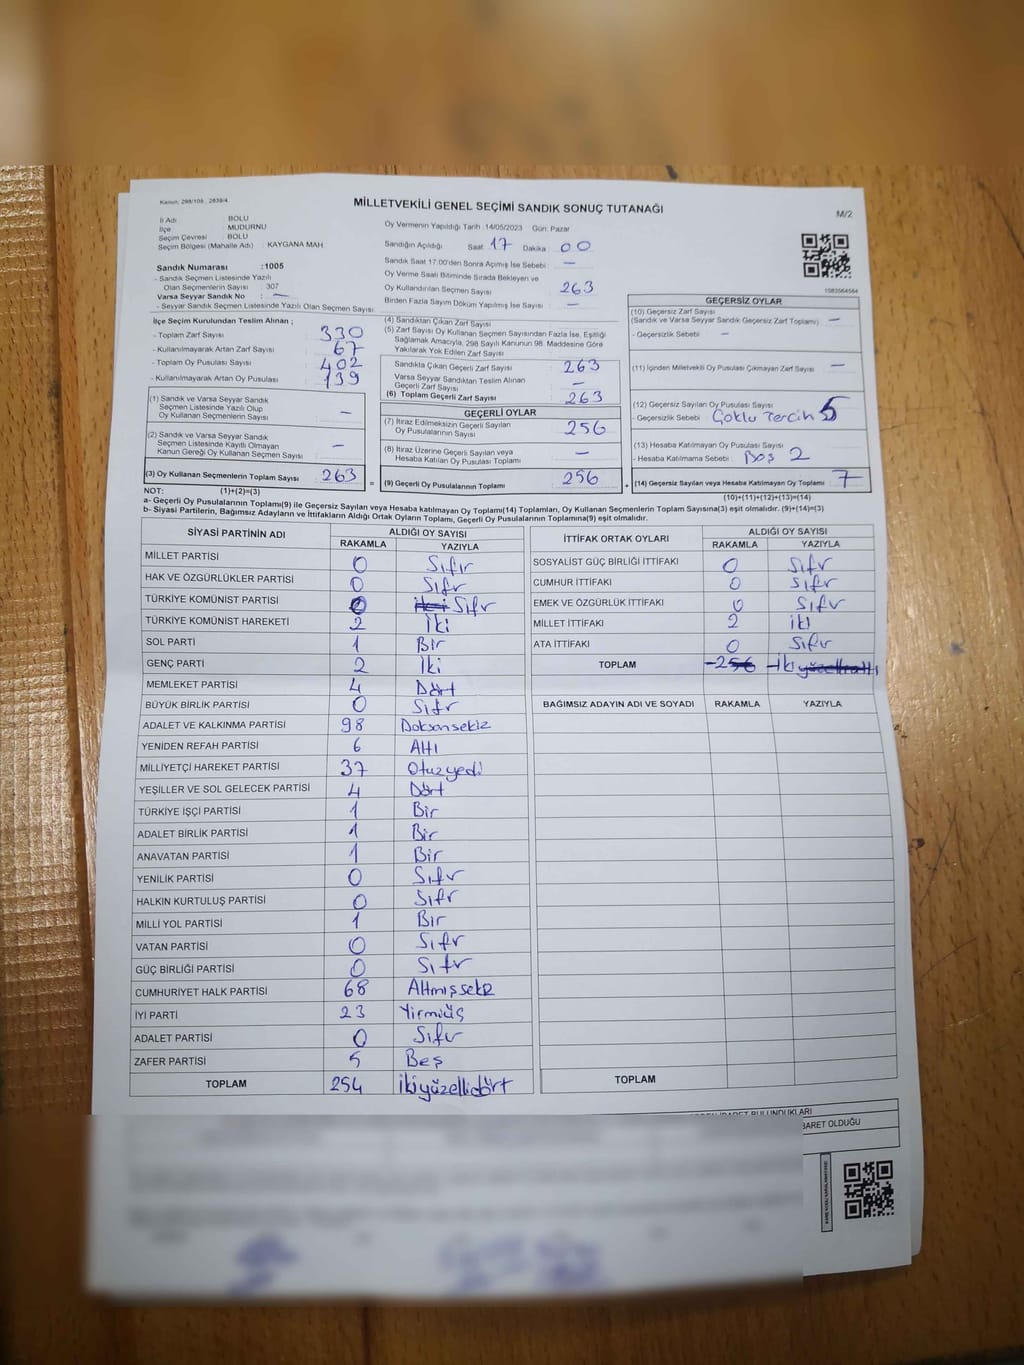 Kanun: 298/105 , 2839/4
MİLLETVEKİLİ GENEL SEÇİMİ SANDIK SONUÇ TUTANAĞI
M/2
İl Adı : BOLU
İlçe : MUDURNU
Seçim Çevresi : BOLU
Seçim Bölgesi (Mahalle Adı) : KAYGANA MAH.
Sandık Numarası :1005
- Sandık Seçmen Listesinde Yazılı
Olan Seçmenlerin Sayısı : 307
Varsa Seyyar Sandık No : —
- Seyyar Sandık Seçmen Listesinde Yazılı Olan Seçmen Sayısı:
Oy Vermenin Yapıldığı Tarih :14/05/2023 Gün: Pazar
Sandığın Açıldığı Saat 17 Dakika : 00
Sandık Saat 17:00'den Sonra Açılmış İse Sebebi : —
Oy Verme Saati Bitiminde Sırada Bekleyen ve
Oy Kullandırılan Seçmen Sayısı : 263
Birden Fazla Sayım Döküm Yapılmış İse Sayısı : —
İlçe Seçim Kurulundan Teslim Alınan ;
- Toplam Zarf Sayısı : 330
- Kullanılmayarak Artan Zarf Sayısı : 67
- Toplam Oy Pusulası Sayısı : 402
- Kullanılmayarak Artan Oy Pusulası : 139
(1) Sandık ve Varsa Seyyar Sandık
Seçmen Listesinde Yazılı Olup
Oy Kullanan Seçmenlerin Sayısı : —
(2) Sandık ve Varsa Seyyar Sandık
Seçmen Listesinde Kayıtlı Olmayan
Kanun Gereği Oy Kullanan Seçmen Sayısı : —
(3) Oy Kullanan Seçmenlerin Toplam Sayısı : 263
(1)+(2)=(3)
(4) Sandıktan Çıkan Zarf Sayısı
(5) Zarf Sayısı Oy Kullanan Seçmen Sayısından Fazla İse, Eşitliği
Sağlamak Amacıyla, 298 Sayılı Kanunun 98. Maddesine Göre
Yakılarak Yok Edilen Zarf Sayısı
Sandıkta Çıkan Geçerli Zarf Sayısı : 263
Varsa Seyyar Sandıktan Teslim Alınan
Geçerli Zarf Sayısı : —
(6) Toplam Geçerli Zarf Sayısı : 263
GEÇERLİ OYLAR
(7) İtiraz Edilmeksizin Geçerli Sayılan
Oy Pusulalarının Sayısı : 256
(8) İtiraz Üzerine Geçerli Sayılan veya
Hesaba Katılan Oy Pusulası Toplamı : —
= (9) Geçerli Oy Pusulalarının Toplamı : 256
1083564564
GEÇERSİZ OYLAR
(10) Geçersiz Zarf Sayısı
(Sandık ve Varsa Seyyar Sandık Geçersiz Zarf Toplamı) : —
- Geçersizlik Sebebi : —
(11) İçinden Milletvekili Oy Pusulası Çıkmayan Zarf Sayısı : —
(12) Geçersiz Sayılan Oy Pusulası Sayısı
- Geçersizlik Sebebi : Çoklu Tercih 5
(13) Hesaba Katılmayan Oy Pusulası Sayısı
- Hesaba Katılmama Sebebi : Boş 2
+ (14) Geçersiz Sayılan veya Hesaba Katılmayan Oy Toplamı : 7
(10)+(11)+(12)+(13)=(14)
NOT:
a- Geçerli Oy Pusulalarının Toplamı(9) ile Geçersiz Sayılan veya Hesaba katılmayan Oy Toplamı(14) Toplamları, Oy Kullanan Seçmenlerin Toplam Sayısına(3) eşit olmalıdır. (9)+(14)=(3)
b- Siyasi Partilerin, Bağımsız Adayların ve İttifakların Aldığı Ortak Oyların Toplamı, Geçerli Oy Pusulalarının Toplamına(9) eşit olmalıdır.
SİYASİ PARTİNİN ADI ALDIĞI OY SAYISI
RAKAMLA YAZIYLA
MİLLET PARTİSİ 0 Sıfır
HAK VE ÖZGÜRLÜKLER PARTİSİ 0 Sıfr
TÜRKİYE KOMÜNİST PARTİSİ 0 İki Sıfr
TÜRKİYE KOMÜNİST HAREKETİ 2 İki
SOL PARTİ 1 Bir
GENÇ PARTİ 2 İki
MEMLEKET PARTİSİ 4 Dört
BÜYÜK BİRLİK PARTİSİ 0 Sıfr
ADALET VE KALKINMA PARTİSİ 98 Doksansekiz
YENİDEN REFAH PARTİSİ 6 Altı
MİLLİYETÇİ HAREKET PARTİSİ 37 Otuzyedi
YEŞİLLER VE SOL GELECEK PARTİSİ 4 Dört
TÜRKİYE İŞÇİ PARTİSİ 1 Bir
ADALET BİRLİK PARTİSİ 1 Bir
ANAVATAN PARTİSİ 1 Bir
YENİLİK PARTİSİ 0 Sıfr
HALKIN KURTULUŞ PARTİSİ 0 Sıfr
MİLLİ YOL PARTİSİ 1 Bir
VATAN PARTİSİ 0 Sıfr
GÜÇ BİRLİĞİ PARTİSİ 0 Sıfr
CUMHURİYET HALK PARTİSİ 68 Altmışsekiz
İYİ PARTİ 23 Yirmiüç
ADALET PARTİSİ 0 Sıfır
ZAFER PARTİSİ 5 Beş
TOPLAM 254 ikiyüzellidört
İTTİFAK ORTAK OYLARI ALDIĞI OY SAYISI
RAKAMLA YAZIYLA
SOSYALİST GÜÇ BİRLİĞİ İTTİFAKI 0 Sıfr
CUMHUR İTTİFAKI 0 Sıfr
EMEK VE ÖZGÜRLÜK İTTİFAKI 0 Sıfr
MİLLET İTTİFAKI 2 İki
ATA İTTİFAKI 0 Sıfr
TOPLAM 256 İkiyüzellialtı
BAĞIMSIZ ADAYIN ADI VE SOYADI RAKAMLA YAZIYLA
TOPLAM
BULUNDUKLARI
İBARET OLDUĞU